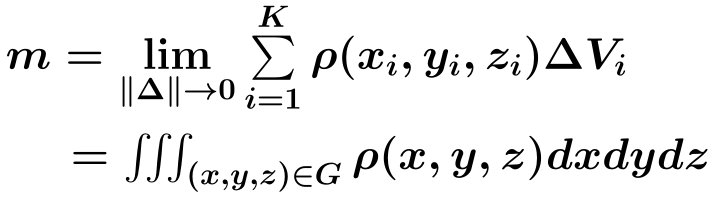 m = lim_{‖Δ‖→0} ∑_{i=1}^{K} ρ(x_i, y_i, z_i)ΔV_i
= ∭_{(x,y,z)∈G} ρ(x, y, z)dxdydz